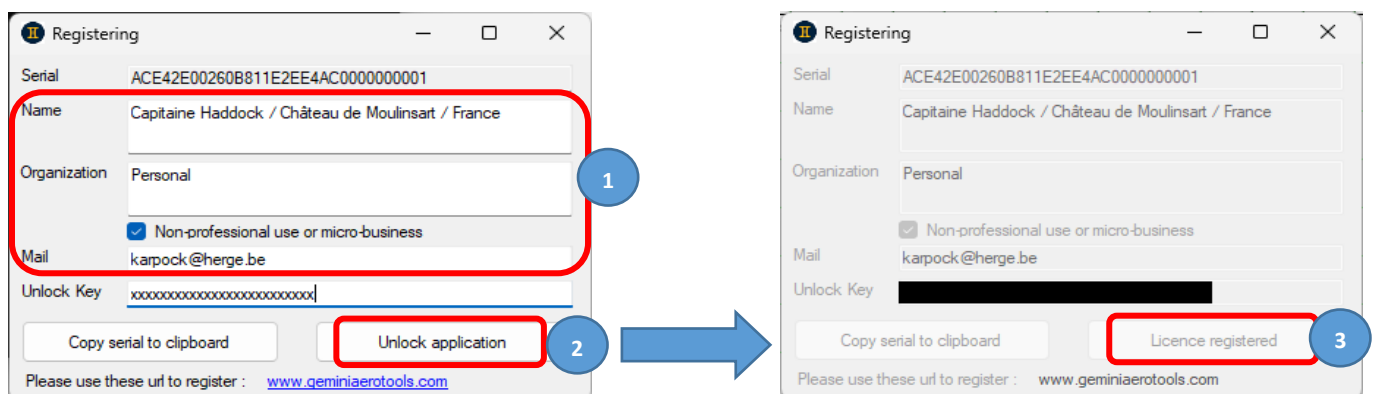 Registering
Serial ACE42E00260B811E2EE4AC0000000001
Name Capitaine Haddock / Château de Moulinsart / France
Organization Personal
Non-professional use or micro-business
Mail karpock@herge.be
Unlock Key xxxxxxxxxxxxxxxxxxxxxxxxx
Copy serial to clipboard Unlock application
Please use these url to register : www.geminiaerotools.com
1
2
Registering
Serial ACE42E00260B811E2EE4AC0000000001
Name Capitaine Haddock / Château de Moulinsart / France
Organization Personal
Non-professional use or micro-business
Mail karpock@herge.be
Unlock Key
Copy serial to clipboard Licence registered
Please use these url to register : www.geminiaerotools.com
3